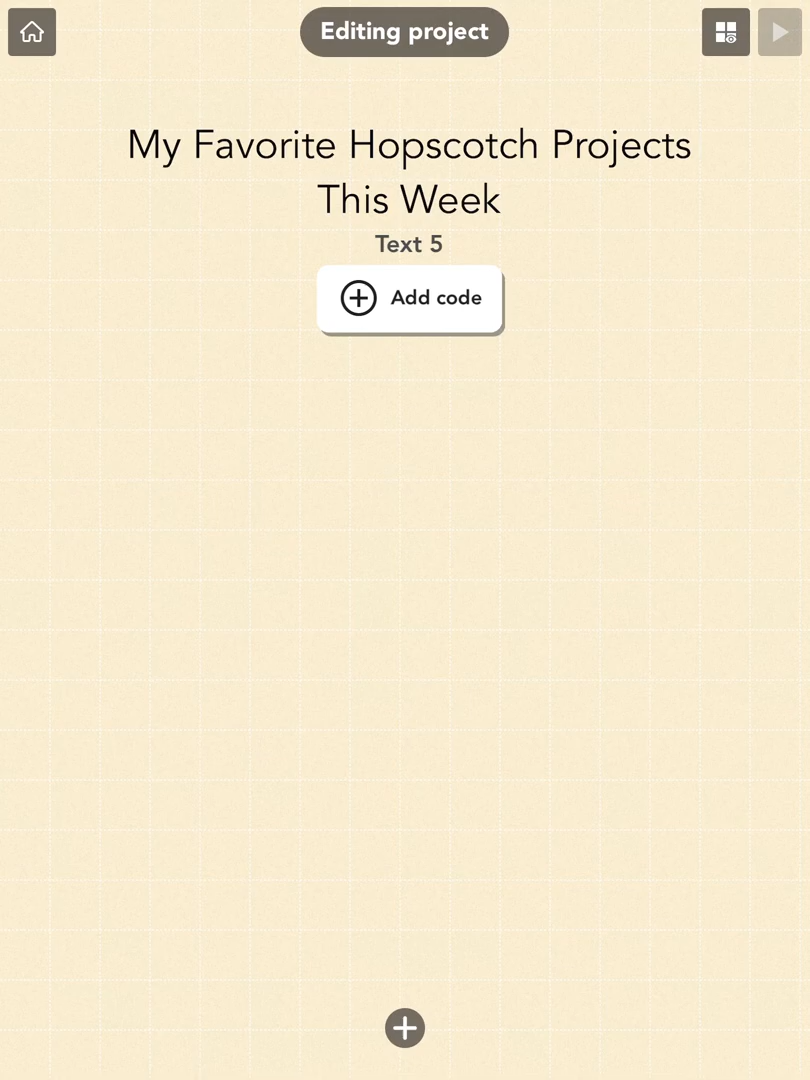 Editing project
My Favorite Hopscotch Projects
This Week
Text 5
Add code